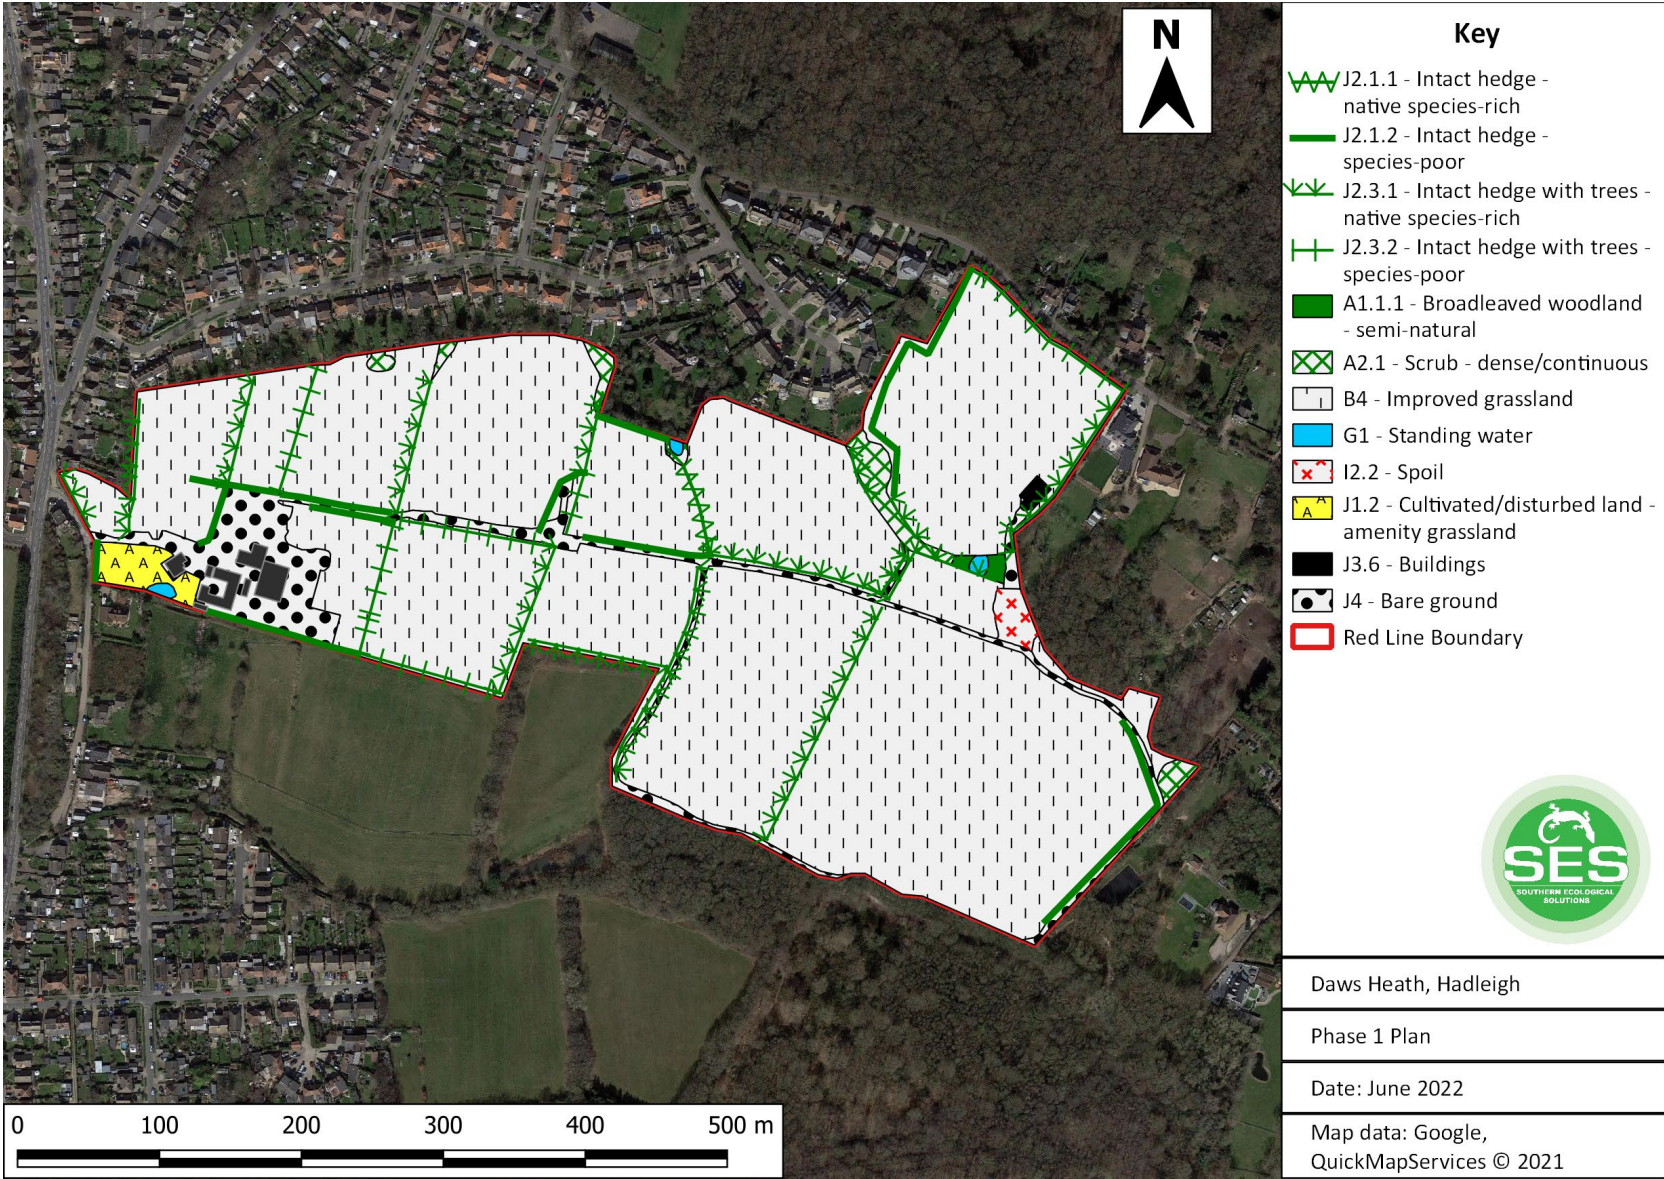 N
Key
J2.1.1 - Intact hedge -
native species-rich
J2.1.2 - Intact hedge -
species-poor
J2.3.1 - Intact hedge with trees -
native species-rich
J2.3.2 - Intact hedge with trees -
species-poor
A1.1.1 - Broadleaved woodland
- semi-natural
A2.1 - Scrub - dense/continuous
B4 - Improved grassland
G1 - Standing water
I2.2 - Spoil
J1.2 - Cultivated/disturbed land -
amenity grassland
J3.6 - Buildings
J4 - Bare ground
Red Line Boundary
SES
SOUTHERN ECOLOGICAL
SOLUTIONS
Daws Heath, Hadleigh
Phase 1 Plan
Date: June 2022
Map data: Google,
QuickMapServices © 2021
0 100 200 300 400 500 m